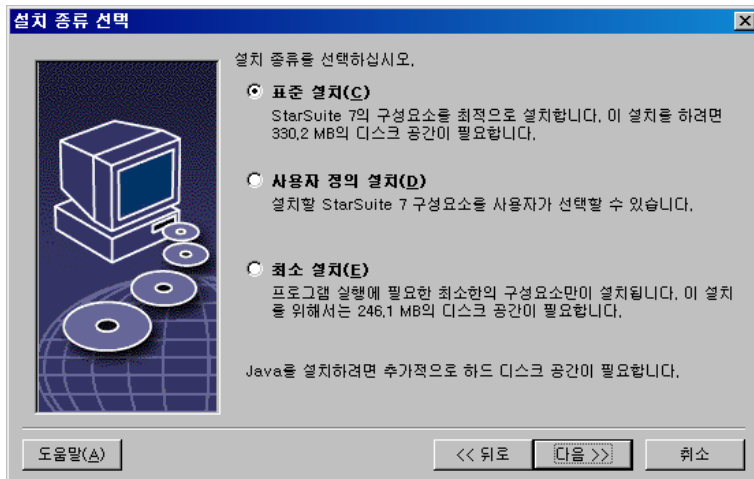 설치 종류 선택
설치 종류를 선택하십시오.
표준 설치(C)
StarSuite 7의 구성요소를 최적으로 설치합니다. 이 설치를 하려면
330,2 MB의 디스크 공간이 필요합니다.
사용자 정의 설치(D)
설치할 StarSuite 7 구성요소를 사용자가 선택할 수 있습니다.
최소 설치(E)
프로그램 실행에 필요한 최소한의 구성요소만이 설치됩니다. 이 설치
를 위해서는 246,1 MB의 디스크 공간이 필요합니다.
Java를 설치하려면 추가적으로 하드 디스크 공간이 필요합니다.
도움말(A)
<< 뒤로
다음 >>
취소